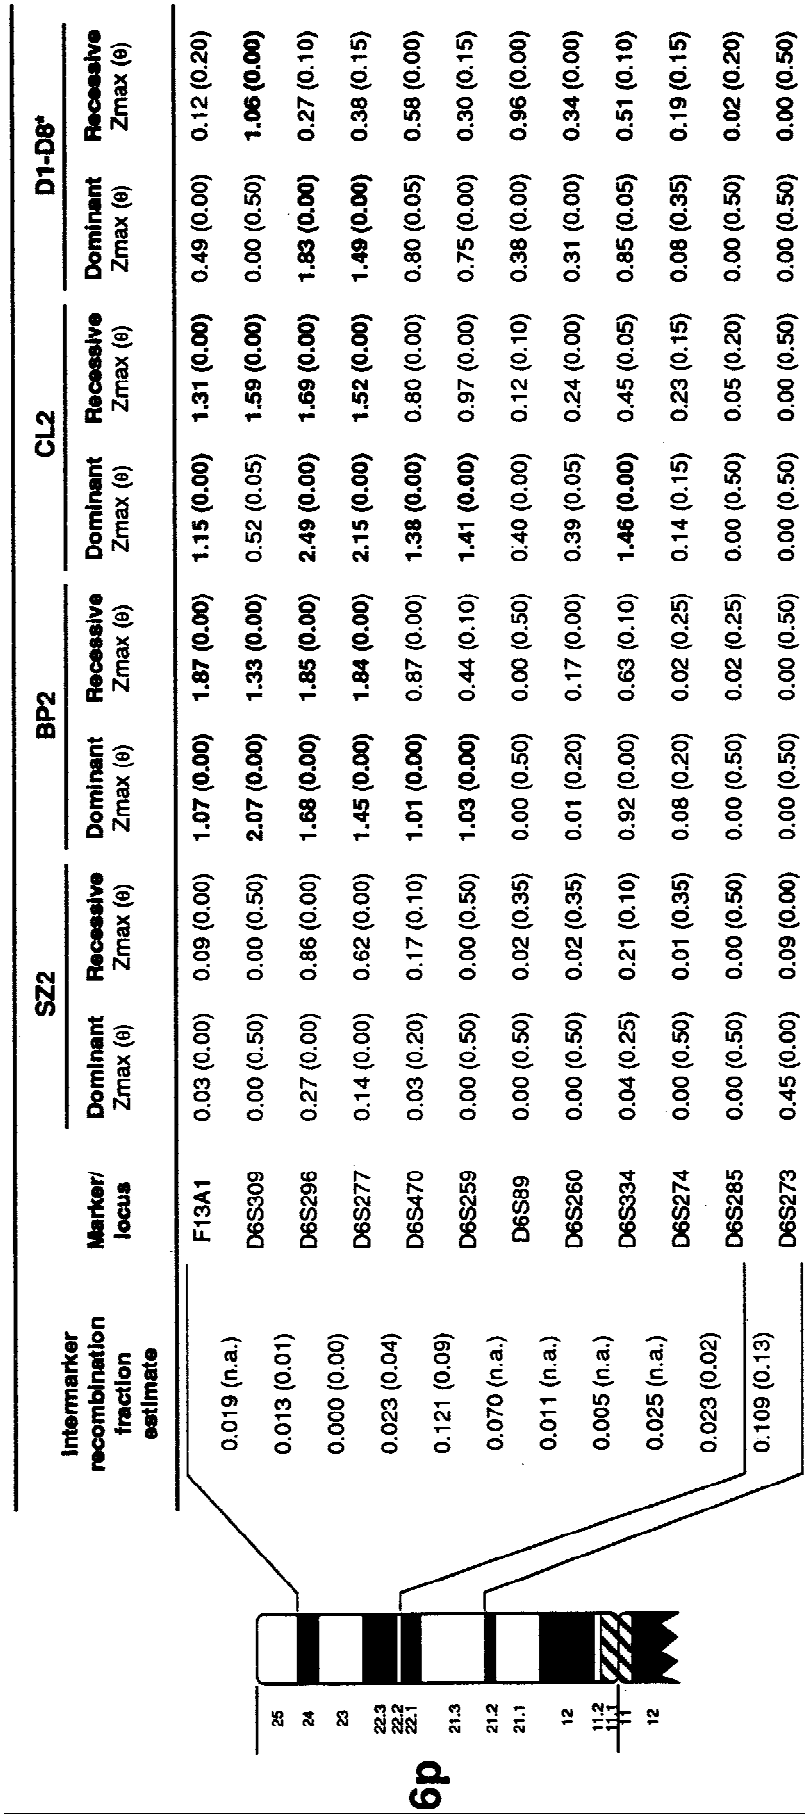 SZ2 BP2 CL2 D1-D8*
Intermarker recombination fraction estimate Marker/locus Dominant Zmax (θ) Recessive Zmax (θ) Dominant Zmax (θ) Recessive Zmax (θ) Dominant Zmax (θ) Recessive Zmax (θ) Dominant Zmax (θ) Recessive Zmax (θ)
F13A1 0.03 (0.00) 0.09 (0.00) 1.07 (0.00) 1.87 (0.00) 1.15 (0.00) 1.31 (0.00) 0.49 (0.00) 0.12 (0.20)
0.019 (n.a.)
D6S309 0.00 (0.50) 0.00 (0.50) 2.07 (0.00) 1.33 (0.00) 0.52 (0.05) 1.59 (0.00) 0.00 (0.50) 1.06 (0.00)
0.013 (0.01)
D6S296 0.27 (0.00) 0.86 (0.00) 1.68 (0.00) 1.85 (0.00) 2.49 (0.00) 1.69 (0.00) 1.83 (0.00) 0.27 (0.10)
0.000 (0.00)
D6S277 0.14 (0.00) 0.62 (0.00) 1.45 (0.00) 1.84 (0.00) 2.15 (0.00) 1.52 (0.00) 1.49 (0.00) 0.38 (0.15)
0.023 (0.04)
D6S470 0.03 (0.20) 0.17 (0.10) 1.01 (0.00) 0.87 (0.00) 1.38 (0.00) 0.80 (0.00) 0.80 (0.05) 0.58 (0.00)
0.121 (0.09)
D6S259 0.00 (0.50) 0.00 (0.50) 1.03 (0.00) 0.44 (0.10) 1.41 (0.00) 0.97 (0.00) 0.75 (0.00) 0.30 (0.15)
0.070 (n.a.)
D6S89 0.00 (0.50) 0.02 (0.35) 0.00 (0.50) 0.00 (0.50) 0.40 (0.00) 0.12 (0.10) 0.38 (0.00) 0.96 (0.00)
0.011 (n.a.)
D6S260 0.00 (0.50) 0.02 (0.35) 0.01 (0.20) 0.17 (0.00) 0.39 (0.05) 0.24 (0.00) 0.31 (0.00) 0.34 (0.00)
0.005 (n.a.)
D6S334 0.04 (0.25) 0.21 (0.10) 0.92 (0.00) 0.63 (0.10) 1.46 (0.00) 0.45 (0.05) 0.85 (0.05) 0.51 (0.10)
0.025 (n.a.)
D6S274 0.00 (0.50) 0.01 (0.35) 0.08 (0.20) 0.02 (0.25) 0.14 (0.15) 0.23 (0.15) 0.08 (0.35) 0.19 (0.15)
0.023 (0.02)
D6S285 0.00 (0.50) 0.00 (0.50) 0.00 (0.50) 0.02 (0.25) 0.00 (0.50) 0.05 (0.20) 0.00 (0.50) 0.02 (0.20)
0.109 (0.13)
D6S273 0.45 (0.00) 0.09 (0.00) 0.00 (0.50) 0.00 (0.50) 0.00 (0.50) 0.00 (0.50) 0.00 (0.50) 0.00 (0.50)
6p
25
24
23
22.3
22.2
22.1
21.3
21.2
21.1
12
11.2
11.1
11
12